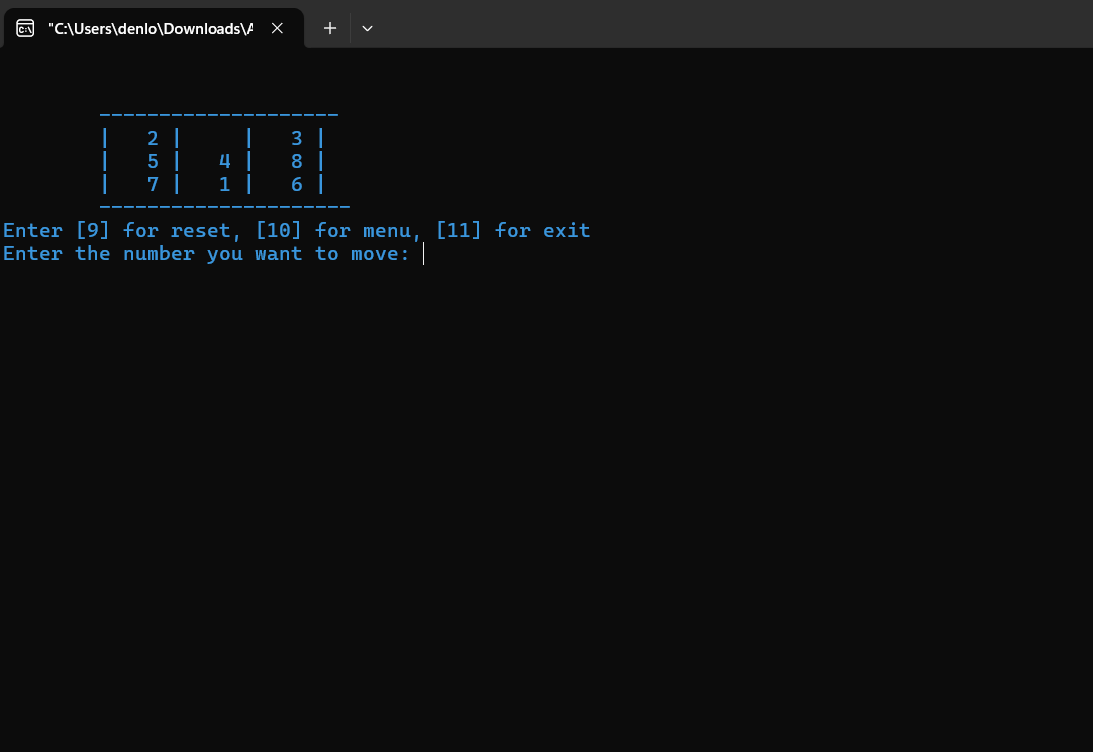 "C:\Users\denlo\Downloads\A
--------------------
|   2 |     |   3 |
|   5 |   4 |   8 |
|   7 |   1 |   6 |
---------------------
Enter [9] for reset, [10] for menu, [11] for exit
Enter the number you want to move: